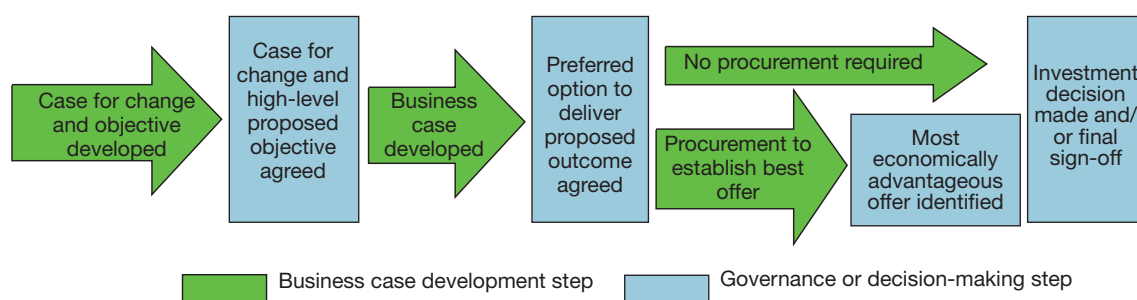 Case for change
and objective
developed
Case for
change and
high-level
proposed
objective
agreed
Business
case
developed
Preferred
option to
deliver
proposed
outcome
agreed
No procurement required
Procurement to
establish best
offer
Most
economically
advantageous
offer identified
Investment
decision
made and/
or final
sign-off
Business case development step
Governance or decision-making step